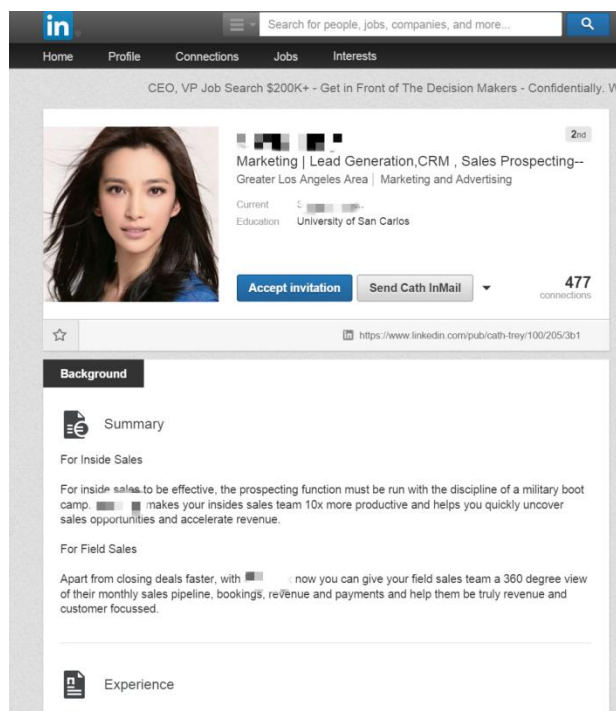 in
Search for people, jobs, companies, and more...
Home Profile Connections Jobs Interests
CEO, VP Job Search $200K+ - Get in Front of The Decision Makers - Confidentially. W
2nd
Marketing | Lead Generation,CRM , Sales Prospecting--
Greater Los Angeles Area | Marketing and Advertising
Current
Education University of San Carlos
Accept invitation Send Cath InMail 477
connections
in https://www.linkedin.com/pub/cath-trey/100/205/3b1
Background
Summary
For Inside Sales
For inside sales to be effective, the prospecting function must be run with the discipline of a military boot
camp. makes your insides sales team 10x more productive and helps you quickly uncover
sales opportunities and accelerate revenue.
For Field Sales
Apart from closing deals faster, with now you can give your field sales team a 360 degree view
of their monthly sales pipeline, bookings, revenue and payments and help them be truly revenue and
customer focussed.
Experience